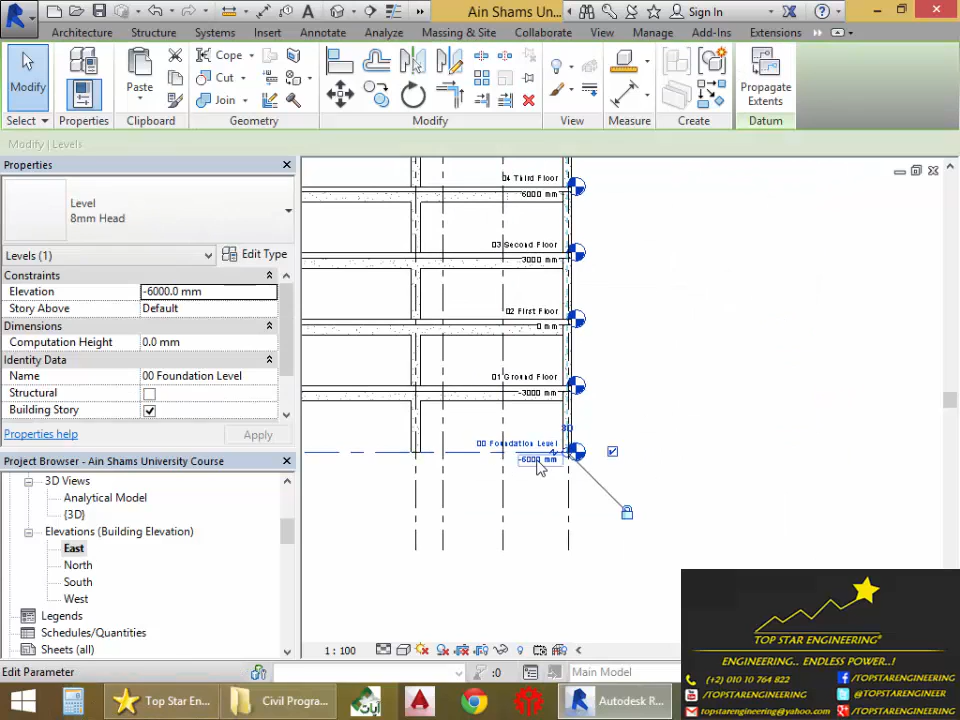 Ain Shams Un...
Sign In
Architecture Structure Systems Insert Annotate Analyze Massing & Site Collaborate View Manage Add-Ins Extensions
Modify
Properties
Paste
Cope
Cut
Join
Propagate
Extents
Select Properties Clipboard Geometry Modify View Measure Create Datum
Modify | Levels
Properties
Level
8mm Head
Levels (1)
Edit Type
Constraints
Elevation -6000.0 mm
Story Above Default
Dimensions
Computation Height 0.0 mm
Identity Data
Name 00 Foundation Level
Structural
Building Story
Properties help
Apply
Project Browser - Ain Shams University Course
3D Views
Analytical Model
{3D}
Elevations (Building Elevation)
East
North
South
West
Legends
Schedules/Quantities
Sheets (all)
04 Third Floor
6000 mm
03 Second Floor
3000 mm
02 First Floor
0 mm
01 Ground Floor
-3000 mm
3D
00 Foundation Level
-6000 mm
1 : 100
Edit Parameter
:0
Main Model
TOP STAR ENGINEERING®
ENGINEERING.. ENDLESS POWER!
(+2) 010 10 764 822
/TOPSTARENGINEERING
/TOPSTARENGINEERING
@TOPSTARENGINEER
topstarengineering@hotmail.com
/TOPSTARENGINEERING
Top Star En...
Civil Progra...
Autodesk R...